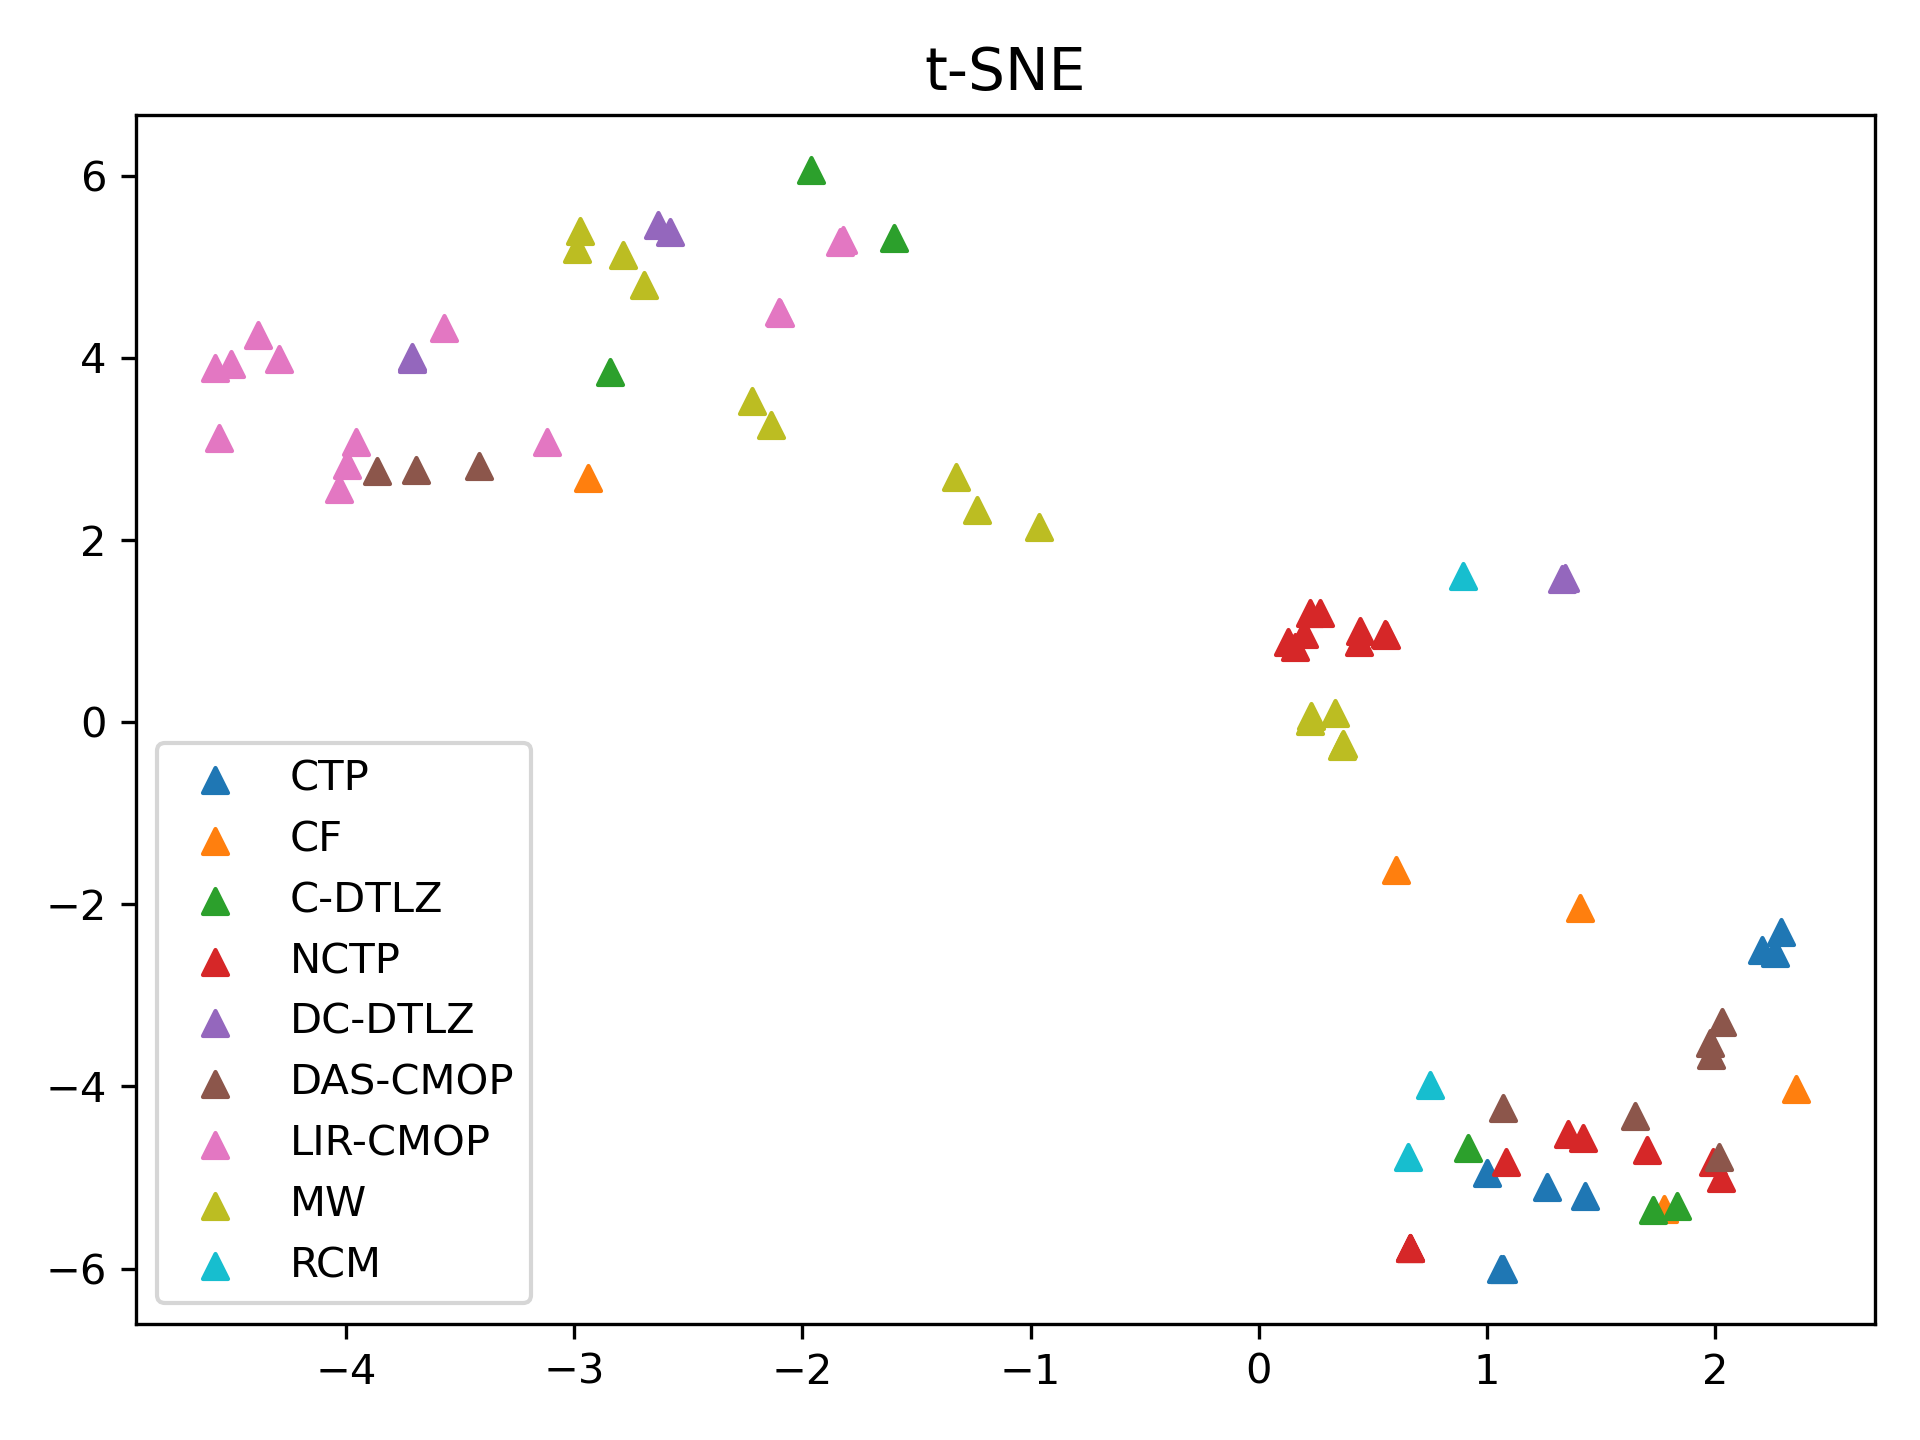 t-SNE
6
4
2
0
−2
−4
−6
CTP
CF
C-DTLZ
NCTP
DC-DTLZ
DAS-CMOP
LIR-CMOP
MW
RCM
−4 −3 −2 −1 0 1 2